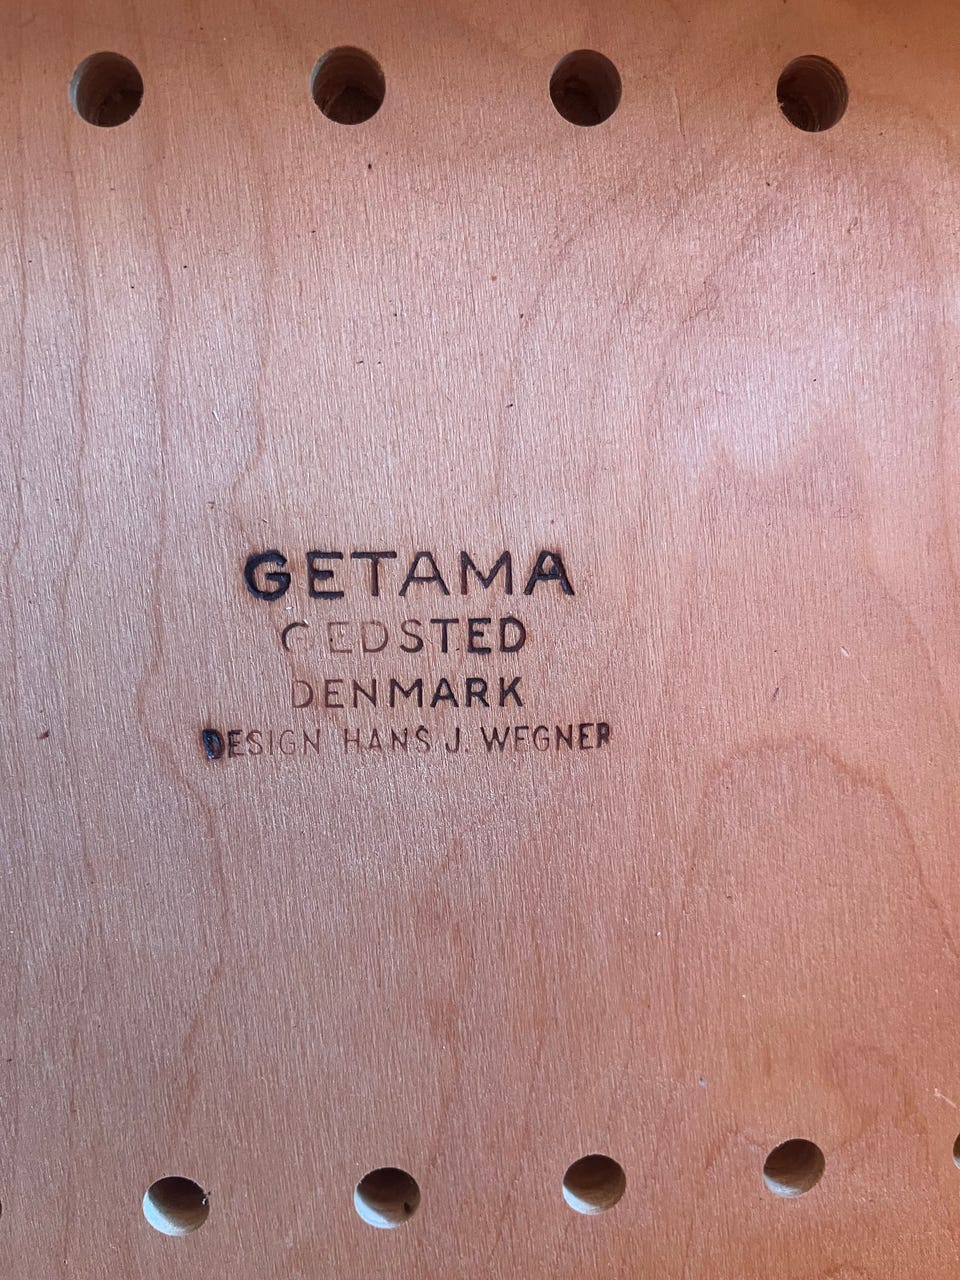 GETAMA
GEDSTED
DENMARK
DESIGN HANS J. WEGNER